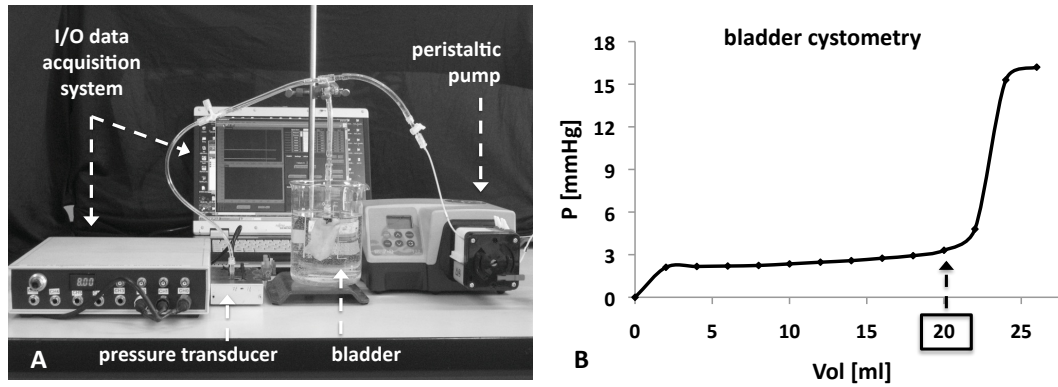 I/O data
acquisition
system
peristaltic
pump
8.00
pressure transducer
bladder
A
bladder cystometry
P [mmHg]
18
15
12
9
6
3
0
0
5
10
15
20
25
Vol [ml]
B